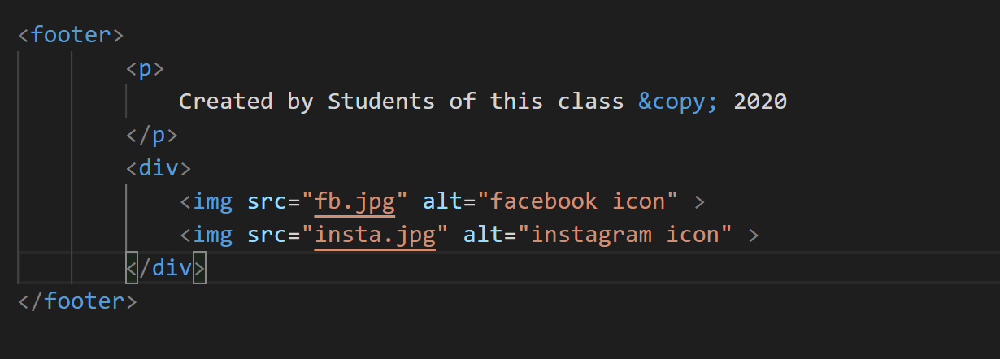 <footer>
<p>
Created by Students of this class &copy; 2020
</p>
<div>
<img src="fb.jpg" alt="facebook icon" >
<img src="insta.jpg" alt="instagram icon" >
</div>
</footer>